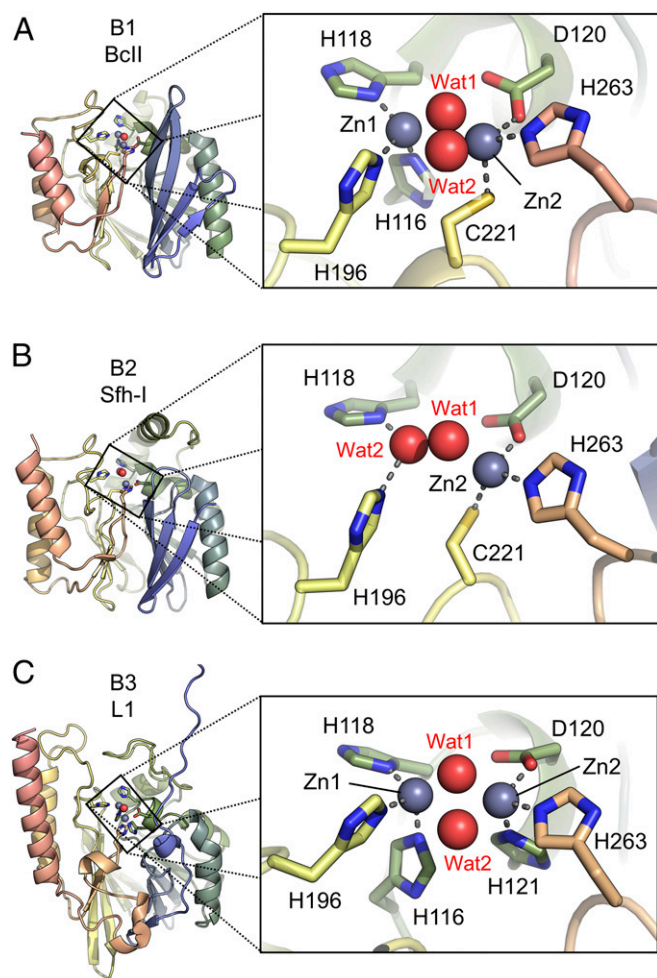 A
B1
BcII
H118
D120
Wat1
H263
Zn1
Wat2
Zn2
H116
C221
H196
B
B2
Sfh-I
H118
D120
Wat1
Wat2
H263
Zn2
C221
H196
C
B3
L1
H118
D120
Wat1
Zn1
Zn2
Wat2
H263
H196
H121
H116